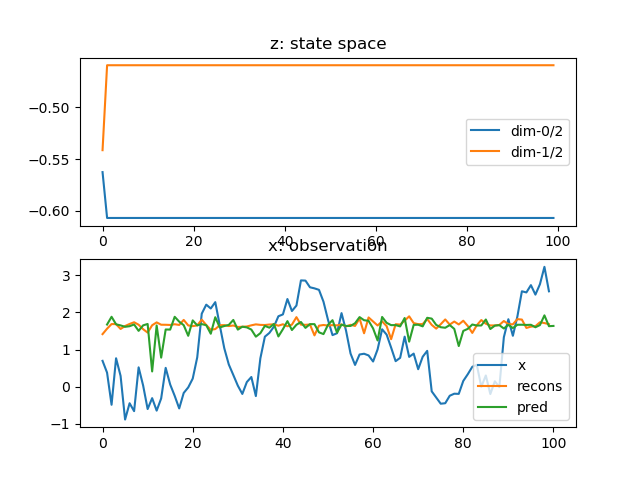 z: state space
−0.50
−0.55
−0.60
dim-0/2
dim-1/2
0 20 40 60 80 100
x: observation
3
2
1
0
−1
x
recons
pred
0 20 40 60 80 100